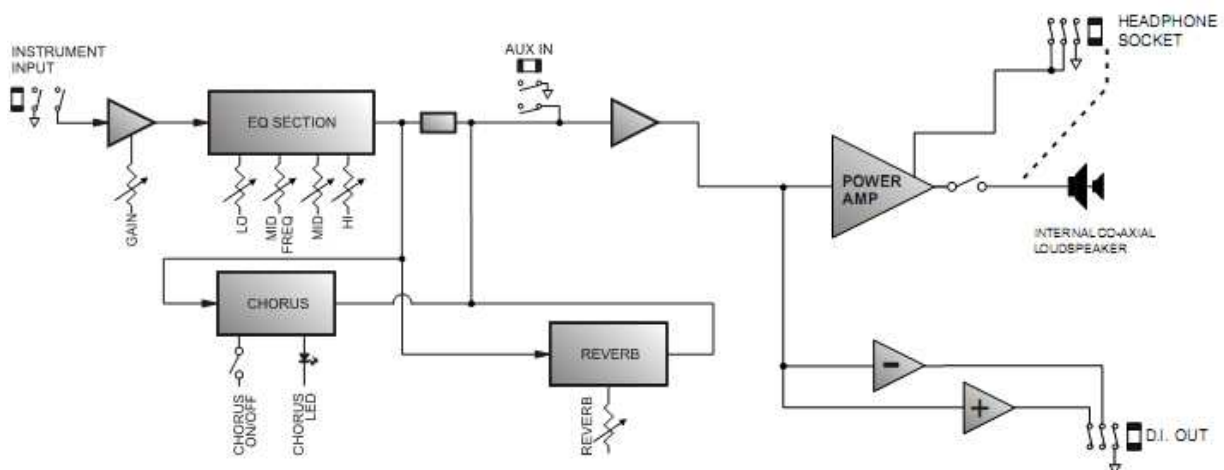 HEADPHONE
SOCKET
INSTRUMENT
INPUT
AUX IN
EQ SECTION
POWER
AMP
GAIN
LO
MID
FREQ
MID
HI
INTERNAL CO-AXIAL
LOUDSPEAKER
CHORUS
REVERB
CHORUS
ON/OFF
CHORUS
LED
REVERB
-
+
D.I. OUT